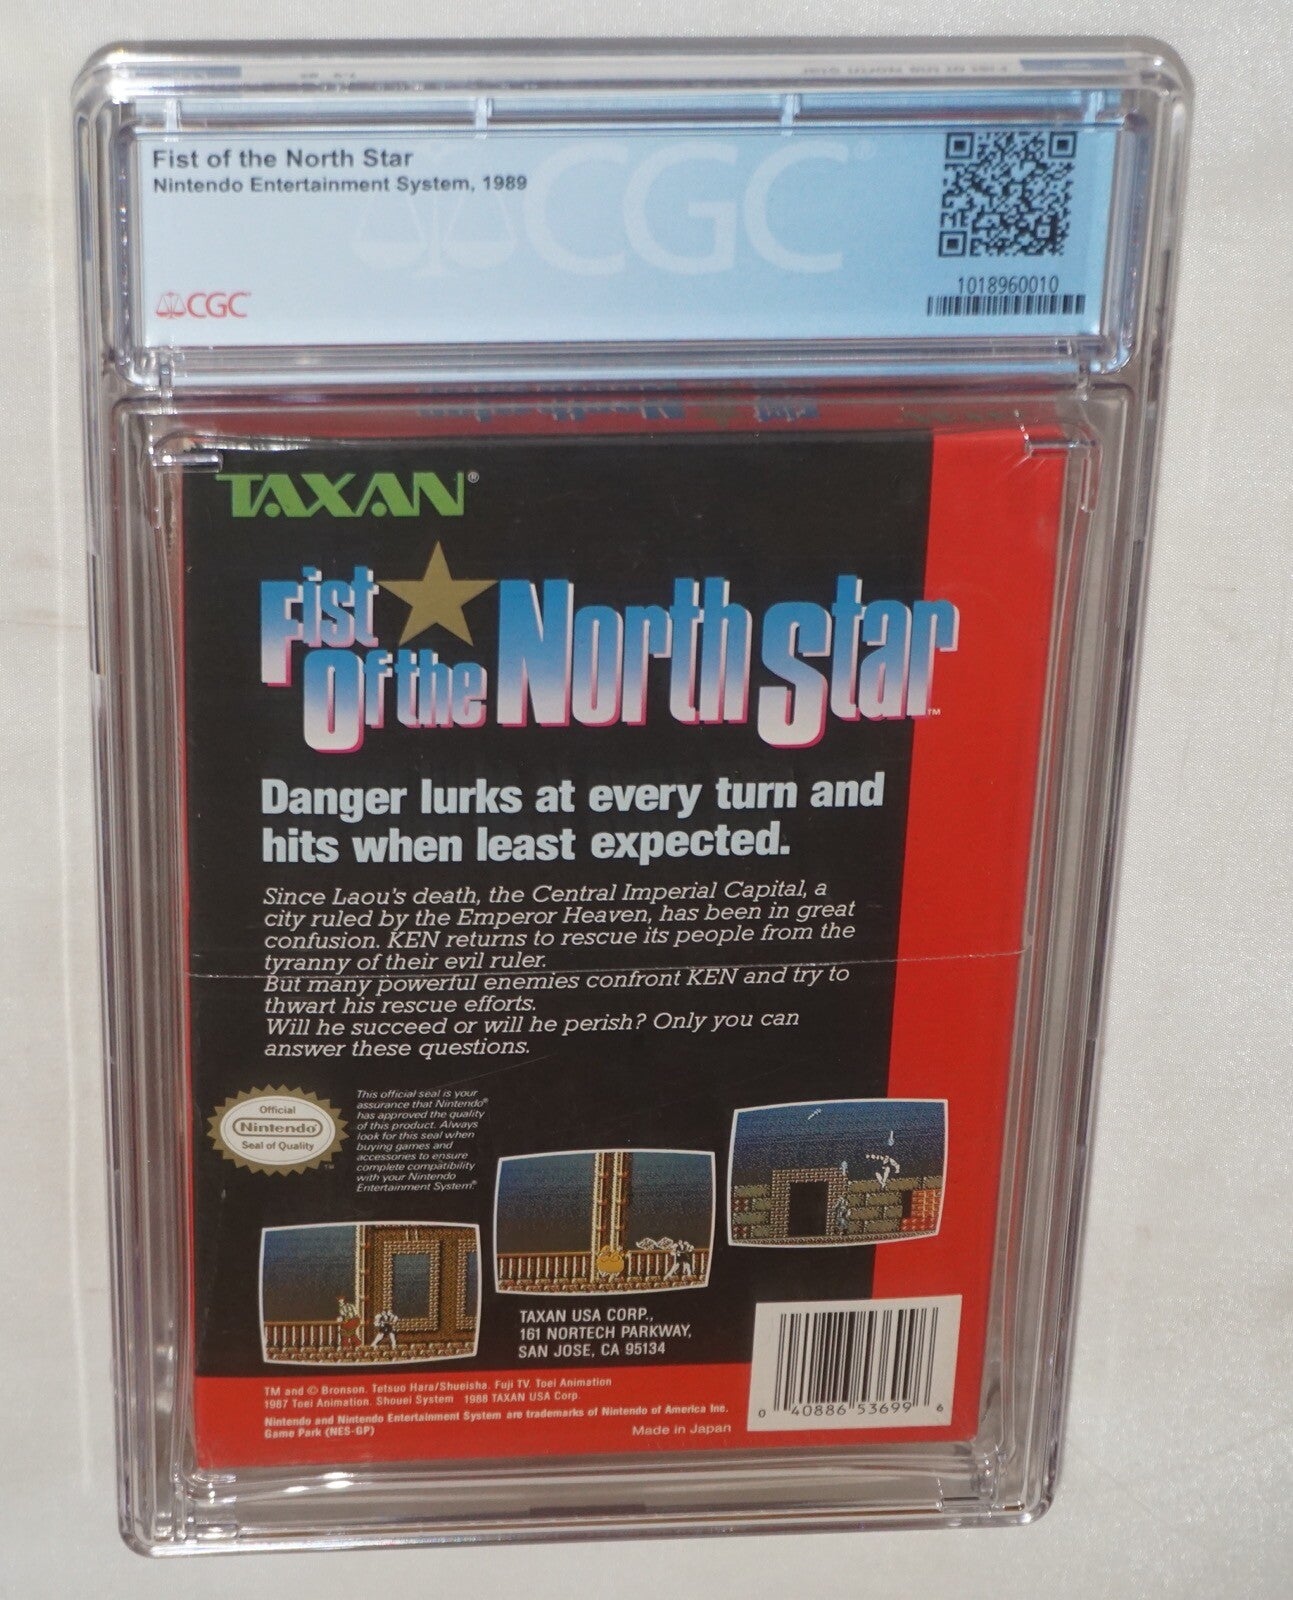 Fist of the North Star
Nintendo Entertainment System, 1989
CGC
CGC
1018960010
TAXAN®
Fist
Of the North Star™
Danger lurks at every turn and
hits when least expected.
Since Laou's death, the Central Imperial Capital, a
city ruled by the Emperor Heaven, has been in great
confusion. KEN returns to rescue its people from the
tyranny of their evil ruler.
But many powerful enemies confront KEN and try to
thwart his rescue efforts.
Will he succeed or will he perish? Only you can
answer these questions.
Official
Nintendo
Seal of Quality
TM
This official seal is your
assurance that Nintendo®
has approved the quality
of this product. Always
look for this seal when
buying games and
accessories to ensure
complete compatibility
with your Nintendo
Entertainment System®.
TAXAN USA CORP.,
161 NORTECH PARKWAY,
SAN JOSE, CA 95134
TM and © Bronson. Tetsuo Hara/Shueisha. Fuji TV. Toei Animation
1987 Toei Animation. Shouei System 1988 TAXAN USA Corp.
Nintendo and Nintendo Entertainment System are trademarks of Nintendo of America Inc.
Game Park (NES-GP)
Made in Japan
0 40886 53699 6